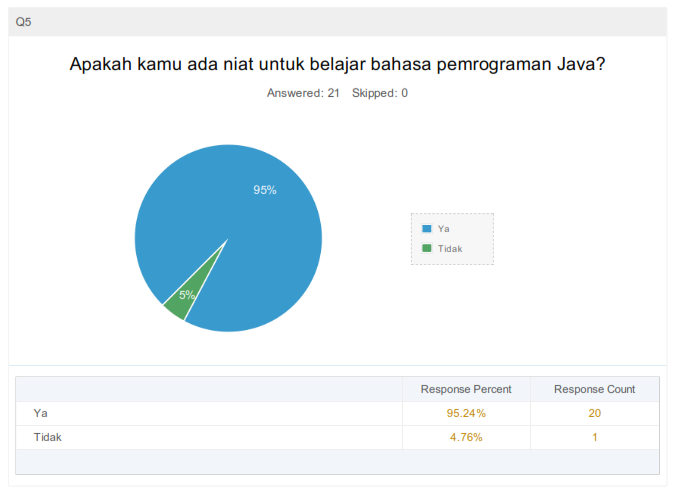 Q5
Apakah kamu ada niat untuk belajar bahasa pemrograman Java?
Answered: 21 Skipped: 0
95%
5%
Ya
Tidak
Response Percent Response Count
Ya 95.24% 20
Tidak 4.76% 1